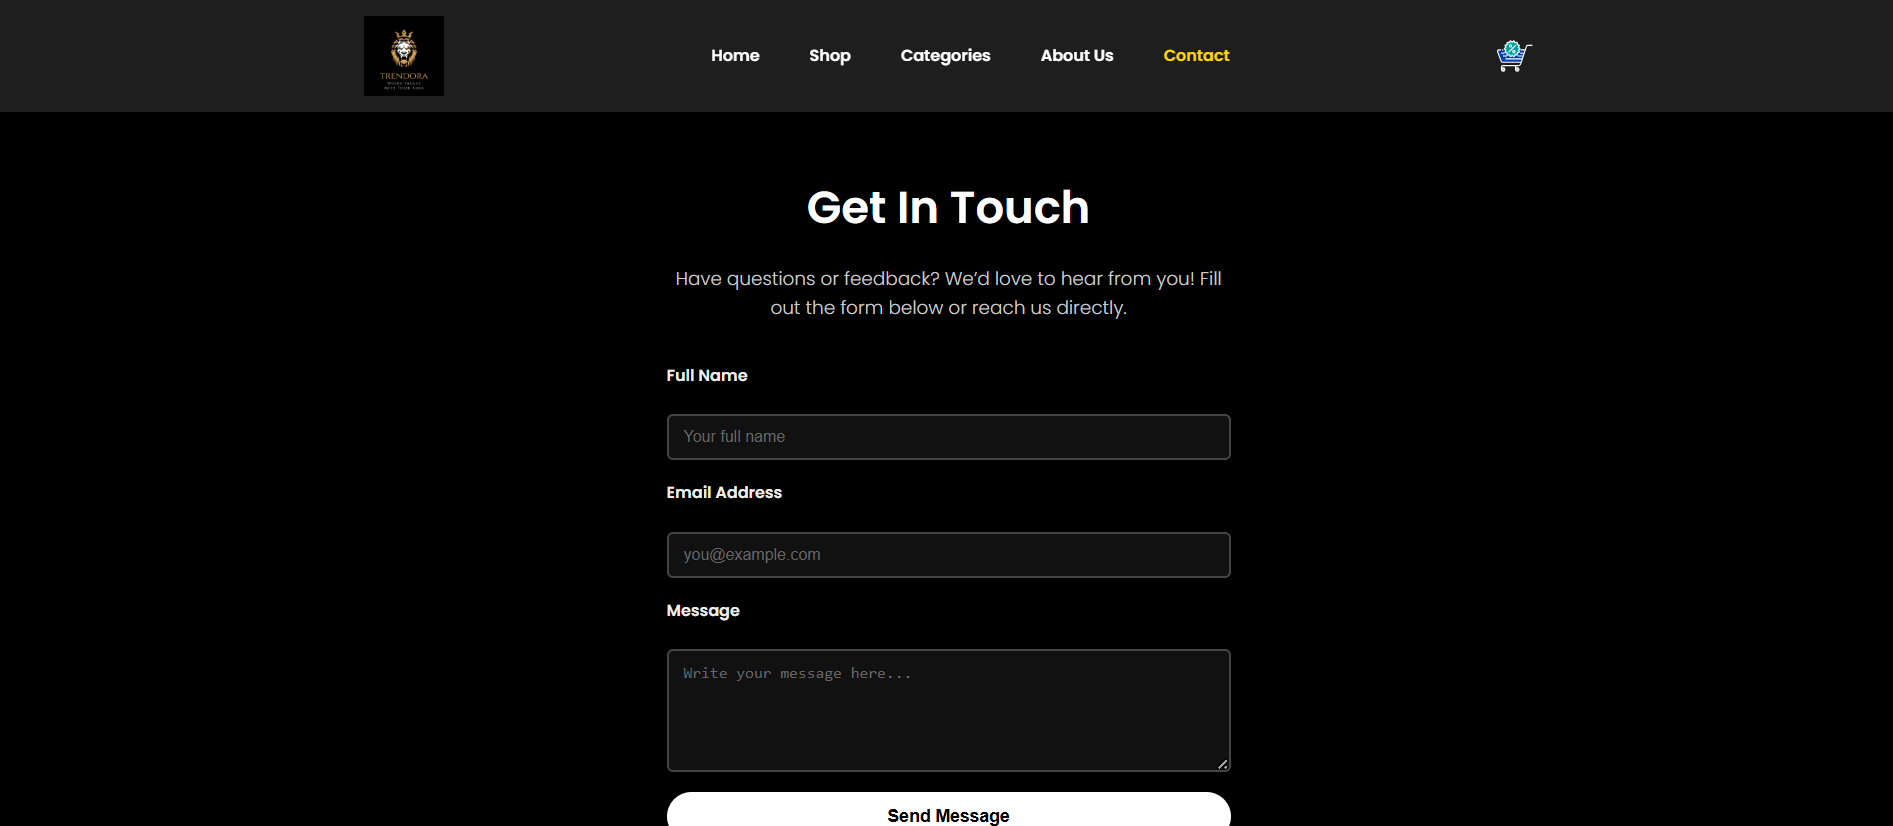 TRENDORA
Home
Shop
Categories
About Us
Contact
Get In Touch
Have questions or feedback? We’d love to hear from you! Fill
out the form below or reach us directly.
Full Name
Your full name
Email Address
you@example.com
Message
Write your message here...
Send Message